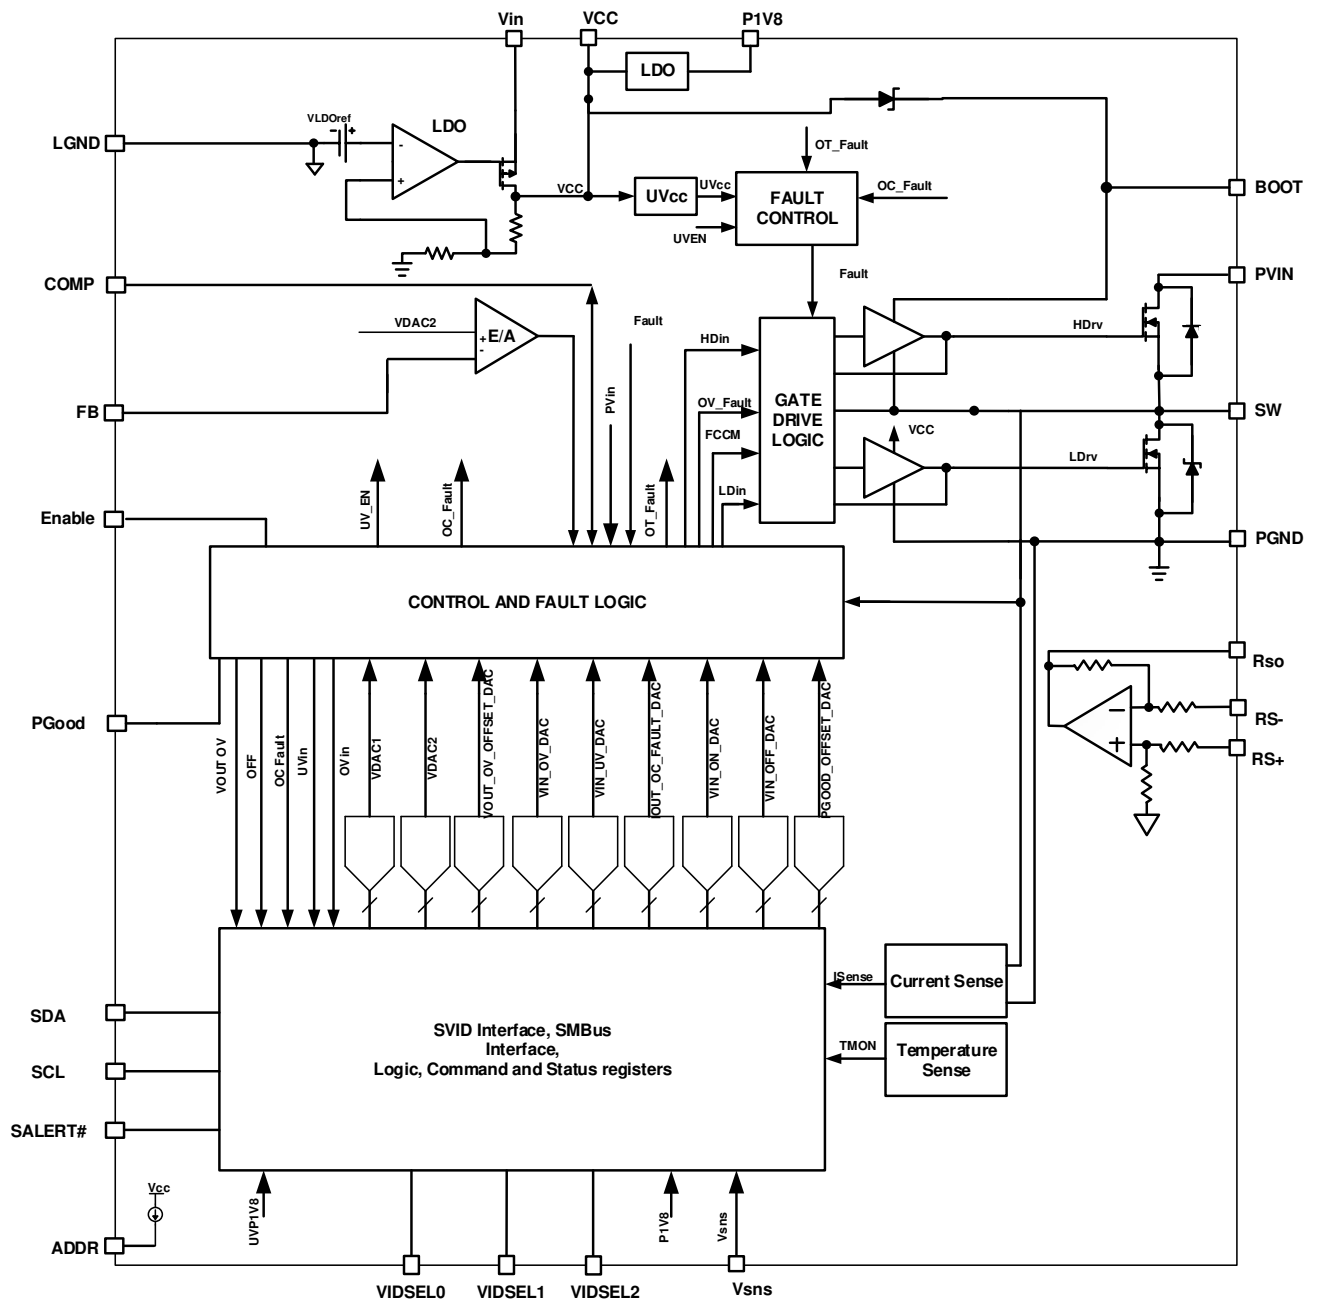 Vin
VCC
P1V8
LDO
VLDOref
LDO
LGND
-
+
-
+
OT_Fault
VCC
UVcc
UVcc
FAULT
CONTROL
OC_Fault
BOOT
UVEN
COMP
Fault
PVIN
VDAC2
+
-
E/A
Fault
HDin
HDrv
PVin
OV_Fault
GATE
DRIVE
LOGIC
SW
FB
FCCM
VCC
LDrv
LDin
UV_EN
OC_Fault
OT_Fault
Enable
PGND
CONTROL AND FAULT LOGIC
Rso
RS-
RS+
PGood
VOUT OV
OFF
OC Fault
UVin
OVin
VDAC1
VDAC2
VOUT_OV_OFFSET_DAC
VIN_OV_DAC
VIN_UV_DAC
IOUT_OC_FAULT_DAC
VIN_ON_DAC
VIN_OFF_DAC
PGOOD_OFFSET_DAC
ISense
Current Sense
SDA
SVID Interface, SMBus
Interface,
Logic, Command and Status registers
TMON
Temperature
Sense
SCL
SALERT#
Vcc
ADDR
UVP1V8
P1V8
Vsns
VIDSEL0
VIDSEL1
VIDSEL2
Vsns